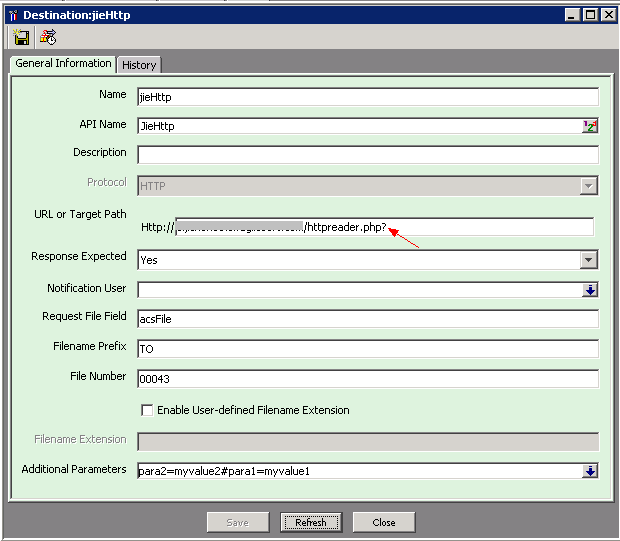 Destination:jieHttp
General Information
History
Name
jieHttp
API Name
JieHttp
Description
Protocol
HTTP
URL or Target Path
Http:// /httpreader.php?
Response Expected
Yes
Notification User
Request File Field
acsFile
Filename Prefix
TO
File Number
00043
Enable User-defined Filename Extension
Filename Extension
Additional Parameters
para2=myvalue2#para1=myvalue1
Save
Refresh
Close